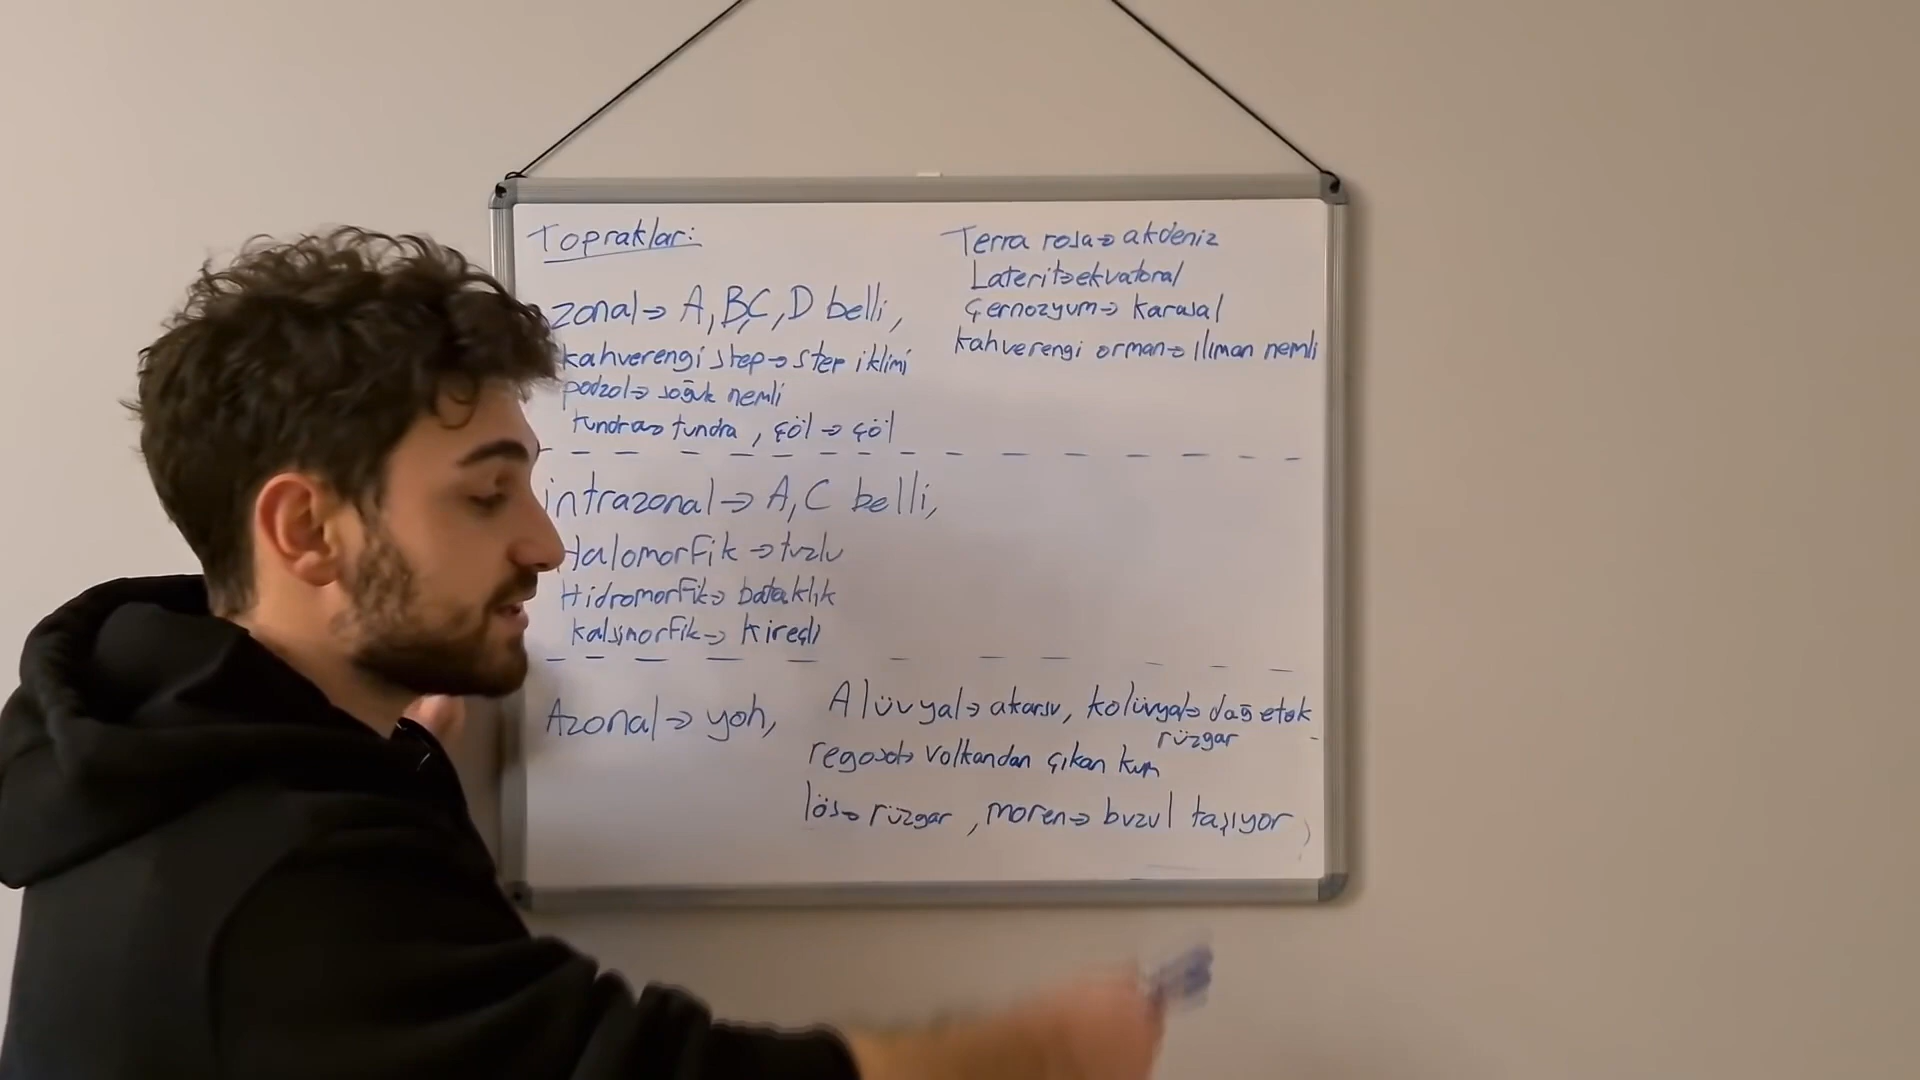 Topraklar:
zonal→ A, B, C, D belli,
kahverengi step→ step iklimi
podzol→ soğuk nemli
tundra→ tundra, çöl → çöl
Terra rosa→ akdeniz
Laterit→ekvatoral
Çernozyum→ karasal
kahverengi orman→ ılıman nemli
intrazonal→ A, C belli,
Halomorfik →tuzlu
Hidromorfik→ bataklık
kalsimorfik→ kireçli
Azonal→ yoh,
Alüvyal→ akarsu, kolüvyal→ dağ etek
rüzgar
regosol→ volkandan çıkan kum
lös→ rüzgar, moren→ buzul taşıyor